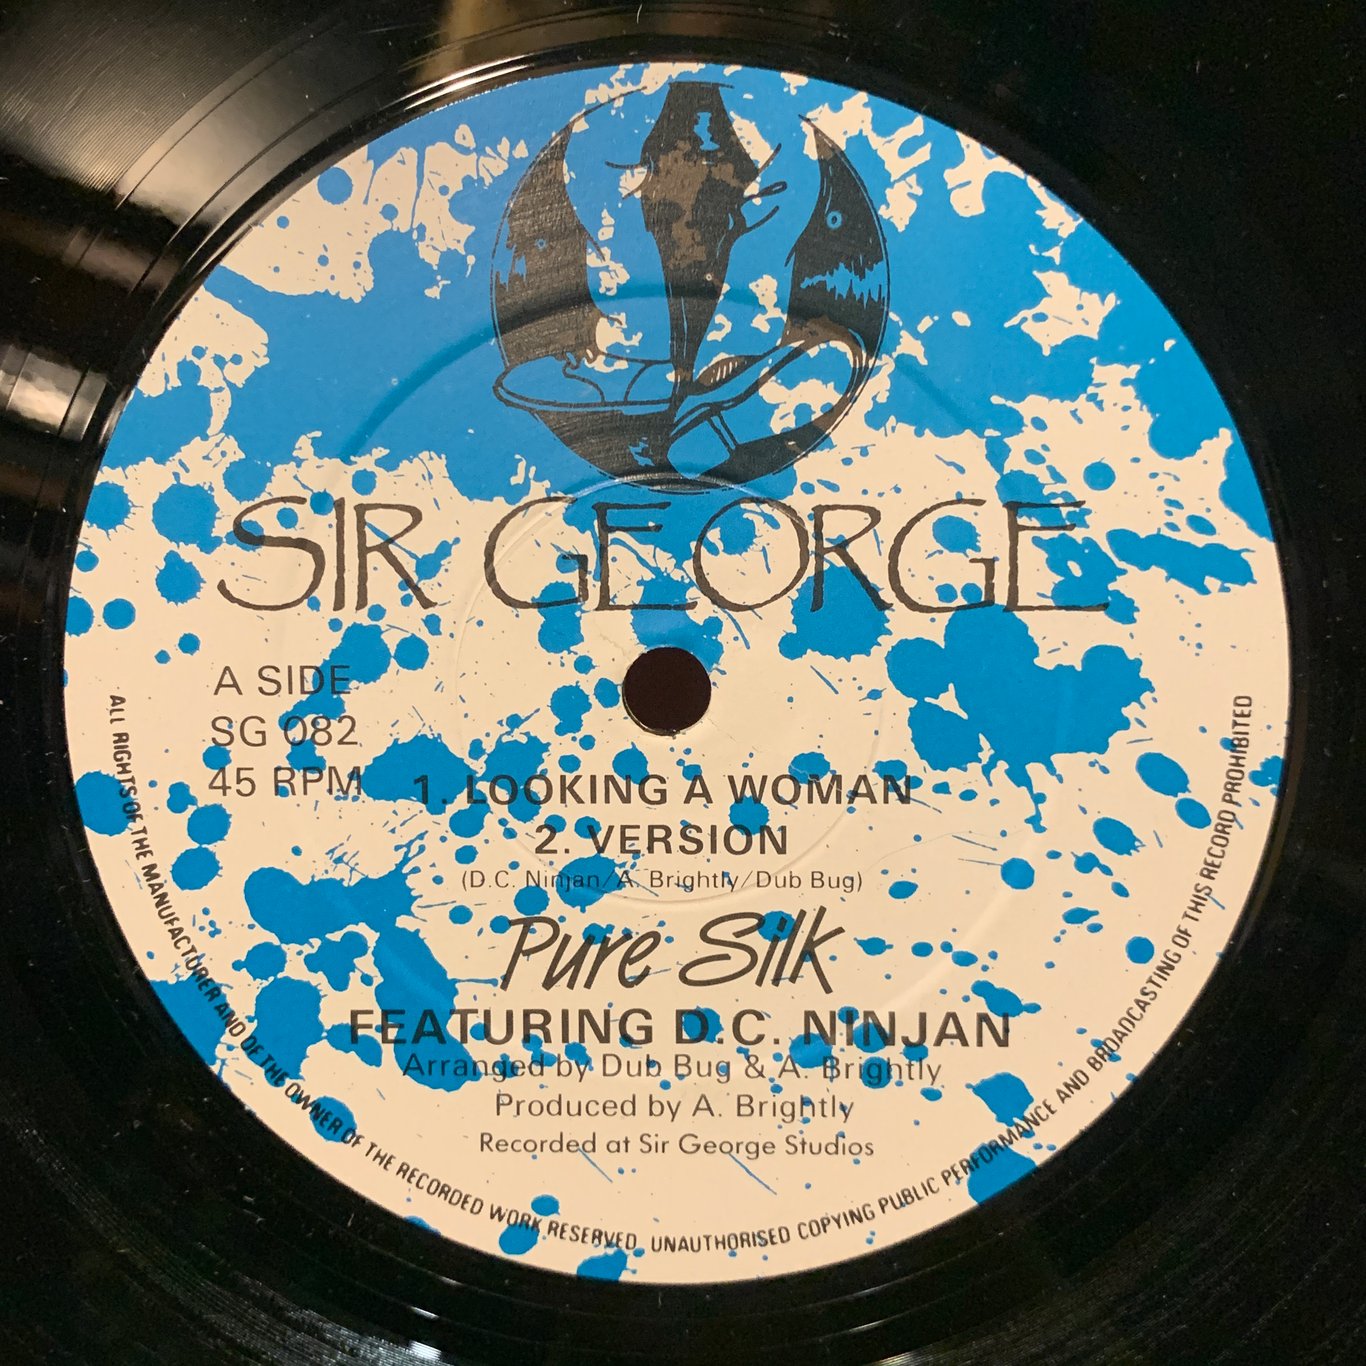 SIR GEORGE
A SIDE
SG 082
45 RPM
1. LOOKING A WOMAN
2. VERSION
(D.C. Ninjan/A. Brightly/Dub Bug)
Pure Silk
FEATURING D.C. NINJAN
Arranged by Dub Bug & A. Brightly
Produced by A. Brightly
Recorded at Sir George Studios
ALL RIGHTS OF THE MANUFACTURER AND OF THE OWNER OF THE RECORDED WORK RESERVED. UNAUTHORISED COPYING PUBLIC PERFORMANCE AND BROADCASTING OF THIS RECORD PROHIBITED